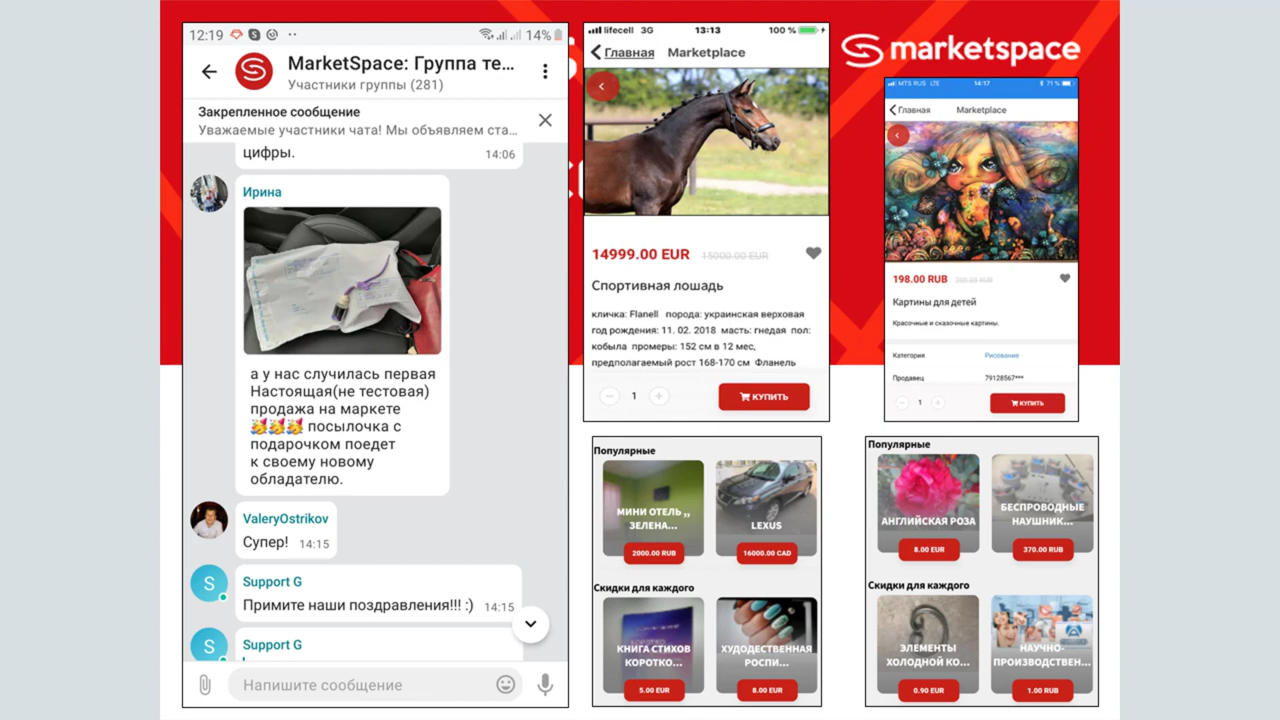 12:19
14%
MarketSpace: Группа те...
Участники группы (281)
Закрепленное сообщение
Уважаемые участники чата! Мы объявляем ста...
цифры.
14:06
Ирина
а у нас случилась первая
Настоящая(не тестовая)
продажа на маркете
🥳🥳🥳 посылочка с
подарочком поедет
к своему новому
обладателю.
ValeryOstrikov
Супер! 14:15
S
Support G
Примите наши поздравления!!! :) 14:15
S
Support G
Напишите сообщение
lifecell 3G 13:13 100 %
Главная Marketplace
14999.00 EUR 15000.00 EUR
Спортивная лошадь
кличка: Flanell порода: украинская верховая
год рождения: 11. 02. 2018 масть: гнедая пол:
кобыла промеры: 152 см в 12 мес,
предполагаемый рост 168-170 см Фланель
1 КУПИТЬ
marketspace
MTS RUS LTE 14:17 71 %
Главная Marketplace
198.00 RUB 200.00 RUB
Картины для детей
Красочные и сказочные картины.
Категория Рисование
Продавец 79128567***
1 КУПИТЬ
Популярные
МИНИ ОТЕЛЬ ,,
ЗЕЛЕНА...
2000.00 RUB
LEXUS
16000.00 CAD
Скидки для каждого
КНИГА СТИХОВ
КОРОТКО...
5.00 EUR
ХУДОДЕСТВЕННАЯ
РОСПИ...
8.00 EUR
Популярные
АНГЛИЙСКАЯ РОЗА
8.00 EUR
БЕСПРОВОДНЫЕ
НАУШНИК...
370.00 RUB
Скидки для каждого
ЭЛЕМЕНТЫ
ХОЛОДНОЙ КО...
0.90 EUR
НАУЧНО-
ПРОИЗВОДСТВЕН...
1.00 RUB